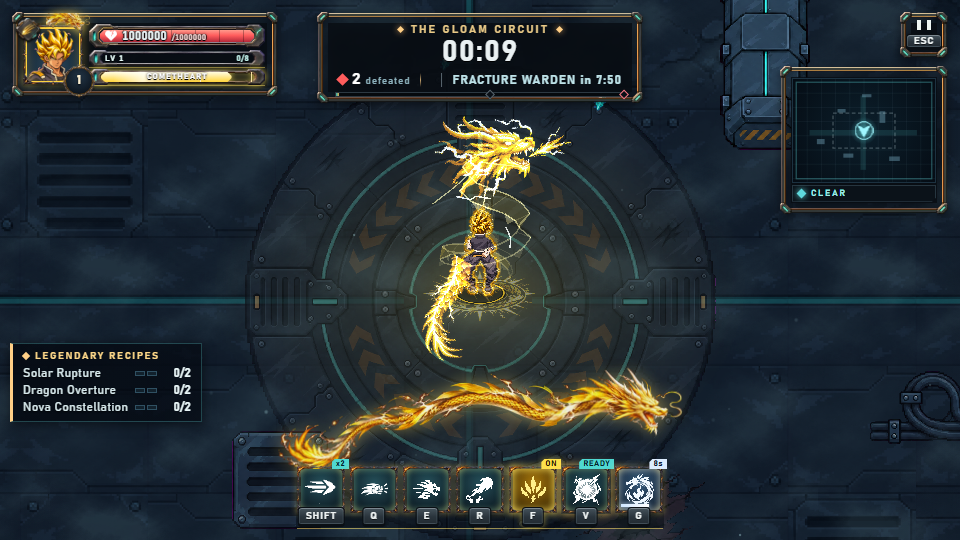 1000000 /1000000
LV 1 0/8
COMETHEART
1
THE GLOAM CIRCUIT
00:09
2 defeated
FRACTURE WARDEN in 7:50
ESC
CLEAR
LEGENDARY RECIPES
Solar Rupture 0/2
Dragon Overture 0/2
Nova Constellation 0/2
x2
ON
READY
8s
SHIFT
Q
E
R
F
V
G